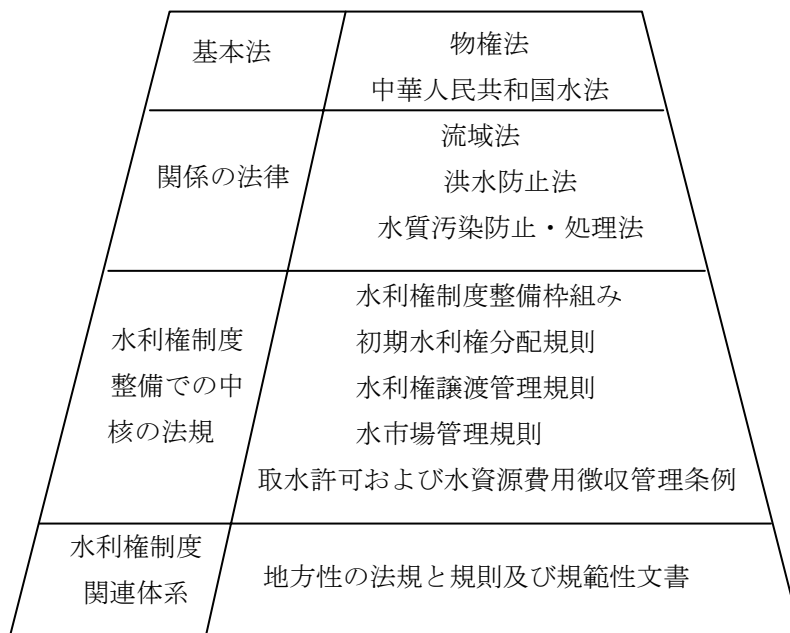 基本法
物権法
中華人民共和国水法
関係の法律
流域法
洪水防止法
水質汚染防止・処理法
水利権制度
整備での中
核の法規
水利権制度整備枠組み
初期水利権分配規則
水利権譲渡管理規則
水市場管理規則
取水許可および水資源費用徴収管理条例
水利権制度
関連体系
地方性の法規と規則及び規範性文書